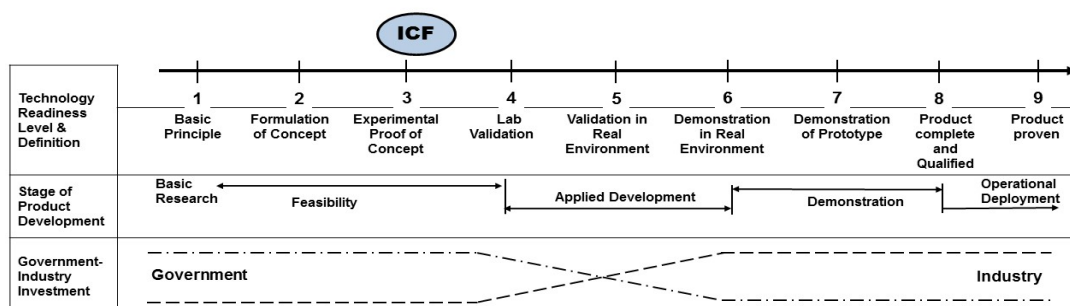 ICF
Technology
Readiness
Level &
Definition
1
Basic
Principle
2
Formulation
of Concept
3
Experimental
Proof of
Concept
4
Lab
Validation
5
Validation in
Real
Environment
6
Demonstration
in Real
Environment
7
Demonstration
of Prototype
8
Product
complete
and
Qualified
9
Product
proven
Stage of
Product
Development
Basic
Research
Feasibility
Applied Development
Demonstration
Operational
Deployment
Government-
Industry
Investment
Government
Industry